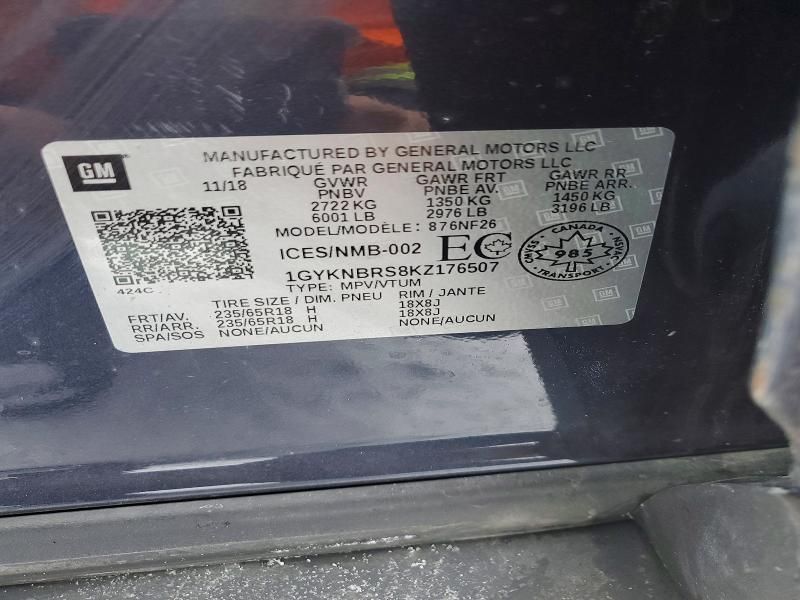 GM
MANUFACTURED BY GENERAL MOTORS LLC
FABRIQUÉ PAR GENERAL MOTORS LLC
11/18 GVWR GAWR FRT GAWR RR
PNBV PNBE AV. PNBE ARR.
2722 KG 1350 KG 1450 KG
6001 LB 2976 LB 3196 LB
MODEL/MODÈLE: 876NF26
ICES/NMB-002 EC
CANADA
985
TRANSPORT
CMVSS
NSVAC
1GYKNBRS8KZ176507
424C
TYPE: MPV/VTUM
TIRE SIZE / DIM. PNEU RIM / JANTE
FRT/AV. 235/65R18 H 18X8J
RR/ARR. 235/65R18 H 18X8J
SPA/SOS NONE/AUCUN NONE/AUCUN